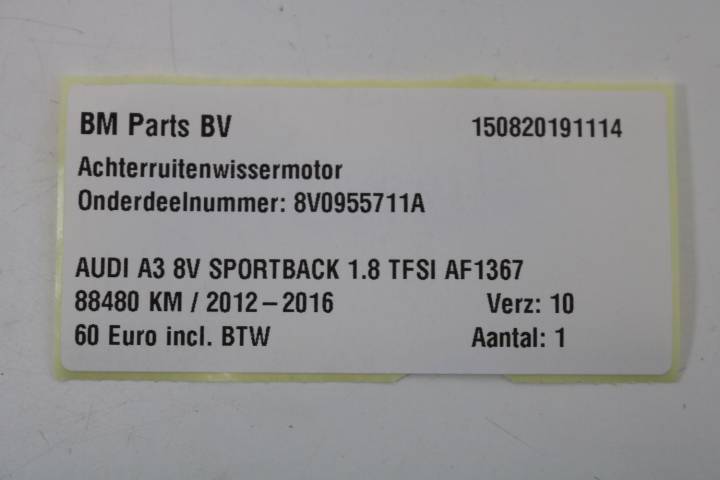 BM Parts BV 150820191114
Achterruitenwissermotor
Onderdeelnummer: 8V0955711A
AUDI A3 8V SPORTBACK 1.8 TFSI AF1367
88480 KM / 2012 – 2016 Verz: 10
60 Euro incl. BTW Aantal: 1